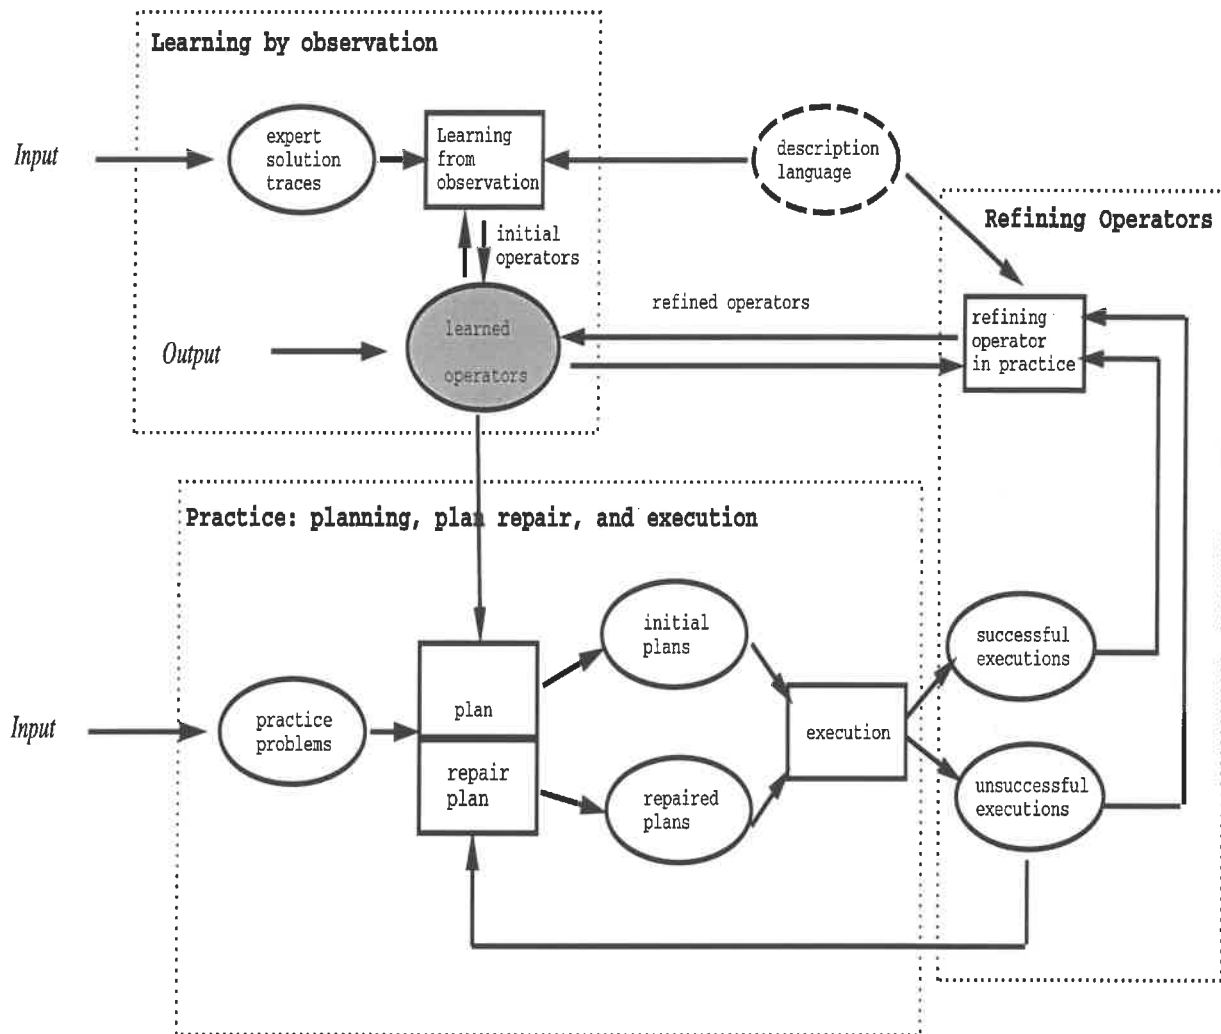 Learning by observation
Input
expert
solution
traces
Learning
from
observation
description
language
Refining Operators
initial
operators
refined operators
refining
operator
in practice
Output
learned
operators
Practice: planning, plan repair, and execution
initial
plans
successful
executions
Input
practice
problems
plan
execution
repair
plan
repaired
plans
unsuccessful
executions